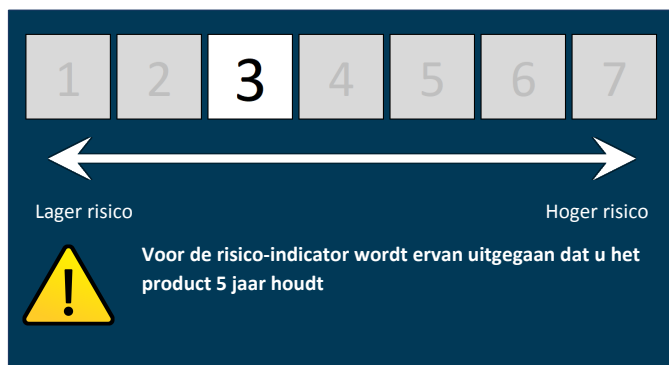 1 2 3 4 5 6 7
Lager risico Hoger risico
Voor de risico-indicator wordt ervan uitgegaan dat u het
product 5 jaar houdt